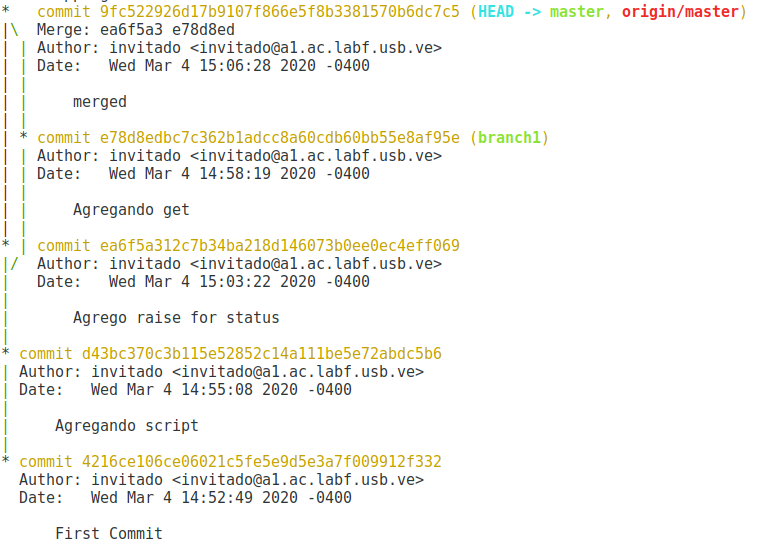 *   commit 9fc522926d17b9107f866e5f8b3381570b6dc7c5 (HEAD -> master, origin/master)
|\  Merge: ea6f5a3 e78d8ed
| | Author: invitado <invitado@a1.ac.labf.usb.ve>
| | Date:   Wed Mar 4 15:06:28 2020 -0400
| |
| |     merged
| |
| * commit e78d8edbc7c362b1adcc8a60cdb60bb55e8af95e (branch1)
| | Author: invitado <invitado@a1.ac.labf.usb.ve>
| | Date:   Wed Mar 4 14:58:19 2020 -0400
| |
| |     Agregando get
| |
* | commit ea6f5a312c7b34ba218d146073b0ee0ec4eff069
|/  Author: invitado <invitado@a1.ac.labf.usb.ve>
|   Date:   Wed Mar 4 15:03:22 2020 -0400
|
|       Agrego raise for status
|
* commit d43bc370c3b115e52852c14a111be5e72abdc5b6
| Author: invitado <invitado@a1.ac.labf.usb.ve>
| Date:   Wed Mar 4 14:55:08 2020 -0400
|
|     Agregando script
|
* commit 4216ce106ce06021c5fe5e9d5e3a7f009912f332
  Author: invitado <invitado@a1.ac.labf.usb.ve>
  Date:   Wed Mar 4 14:52:49 2020 -0400

      First Commit